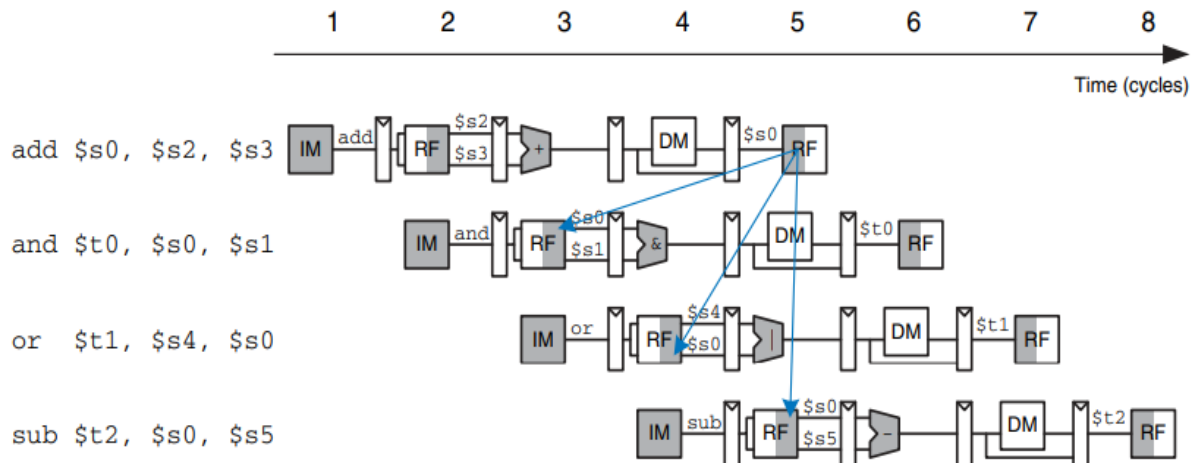 1 2 3 4 5 6 7 8
Time (cycles)
add $s0, $s2, $s3 IM add RF $s2 $s3 + DM $s0 RF
and $t0, $s0, $s1 IM and RF $s0 $s1 & DM $t0 RF
or $t1, $s4, $s0 IM or RF $s4 $s0 | DM $t1 RF
sub $t2, $s0, $s5 IM sub RF $s0 $s5 - DM $t2 RF